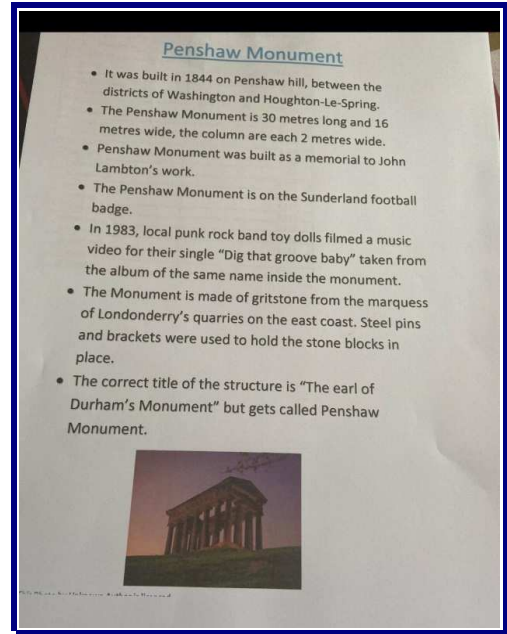 Penshaw Monument
• It was built in 1844 on Penshaw hill, between the
districts of Washington and Houghton-Le-Spring.
• The Penshaw Monument is 30 metres long and 16
metres wide, the column are each 2 metres wide.
• Penshaw Monument was built as a memorial to John
Lambton's work.
• The Penshaw Monument is on the Sunderland football
badge.
• In 1983, local punk rock band toy dolls filmed a music
video for their single "Dig that groove baby" taken from
the album of the same name inside the monument.
• The Monument is made of gritstone from the marquess
of Londonderry's quarries on the east coast. Steel pins
and brackets were used to hold the stone blocks in
place.
• The correct title of the structure is "The earl of
Durham's Monument" but gets called Penshaw
Monument.